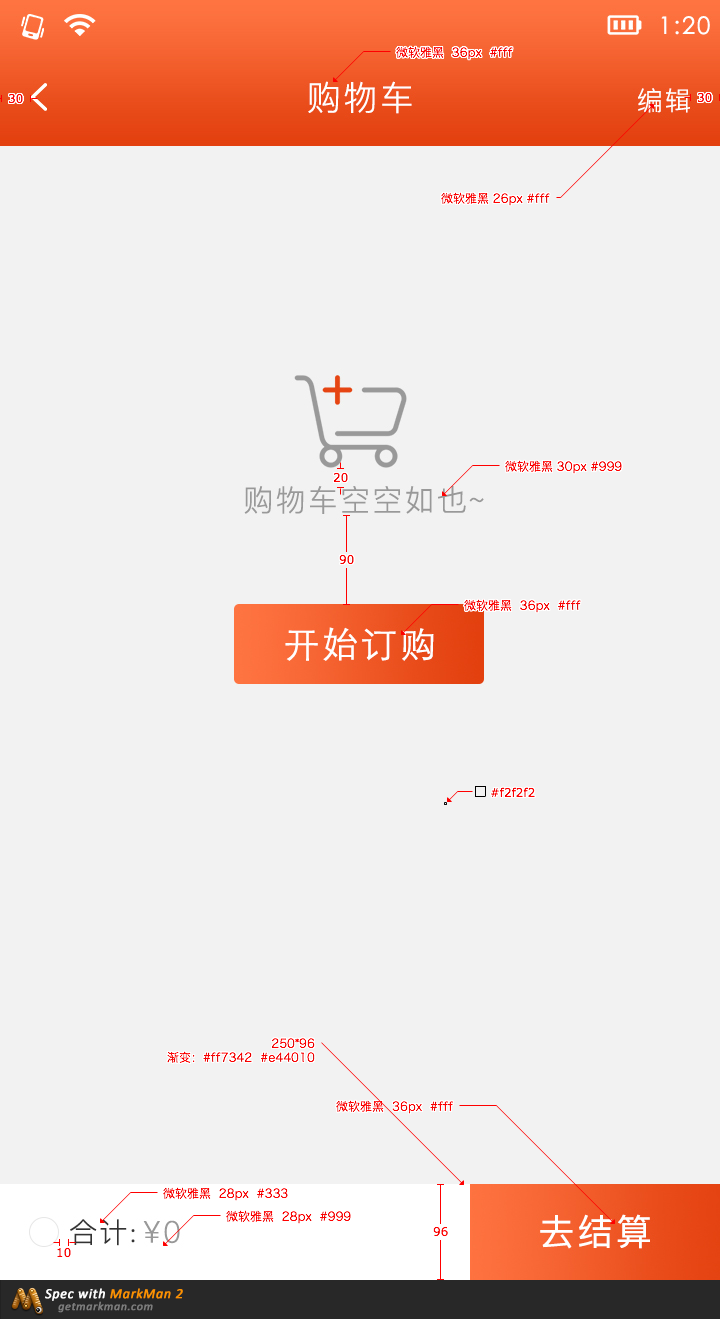 1:20
微软雅黑 36px #fff
30
购物车
编辑
30
微软雅黑 26px #fff
微软雅黑 30px #999
20
购物车空空如也~
90
微软雅黑 36px #fff
开始订购
#f2f2f2
250*96
渐变: #ff7342 #e44010
微软雅黑 36px #fff
微软雅黑 28px #333
微软雅黑 28px #999
合计: ¥0
10
96
去结算
Spec with MarkMan 2
getmarkman.com